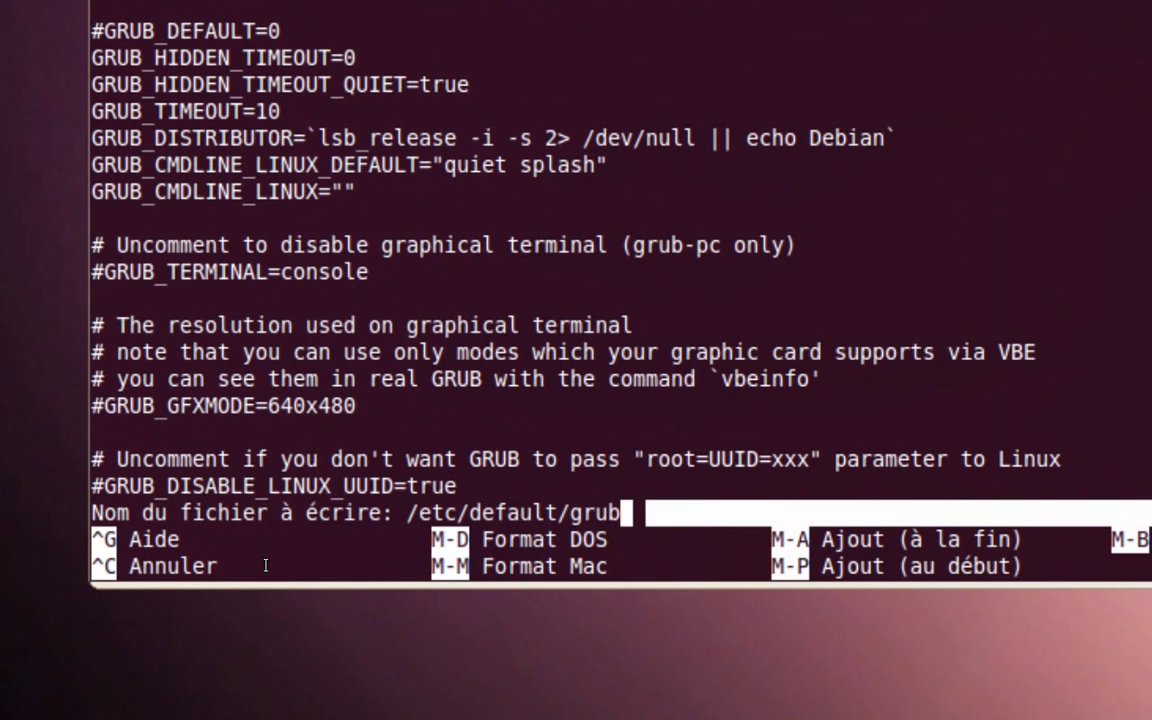 #GRUB_DEFAULT=0
GRUB_HIDDEN_TIMEOUT=0
GRUB_HIDDEN_TIMEOUT_QUIET=true
GRUB_TIMEOUT=10
GRUB_DISTRIBUTOR=`lsb_release -i -s 2> /dev/null || echo Debian`
GRUB_CMDLINE_LINUX_DEFAULT="quiet splash"
GRUB_CMDLINE_LINUX=""
# Uncomment to disable graphical terminal (grub-pc only)
#GRUB_TERMINAL=console
# The resolution used on graphical terminal
# note that you can use only modes which your graphic card supports via VBE
# you can see them in real GRUB with the command `vbeinfo'
#GRUB_GFXMODE=640x480
# Uncomment if you don't want GRUB to pass "root=UUID=xxx" parameter to Linux
#GRUB_DISABLE_LINUX_UUID=true
Nom du fichier à écrire: /etc/default/grub
^G Aide M-D Format DOS M-A Ajout (à la fin) M-B
^C Annuler M-M Format Mac M-P Ajout (au début)